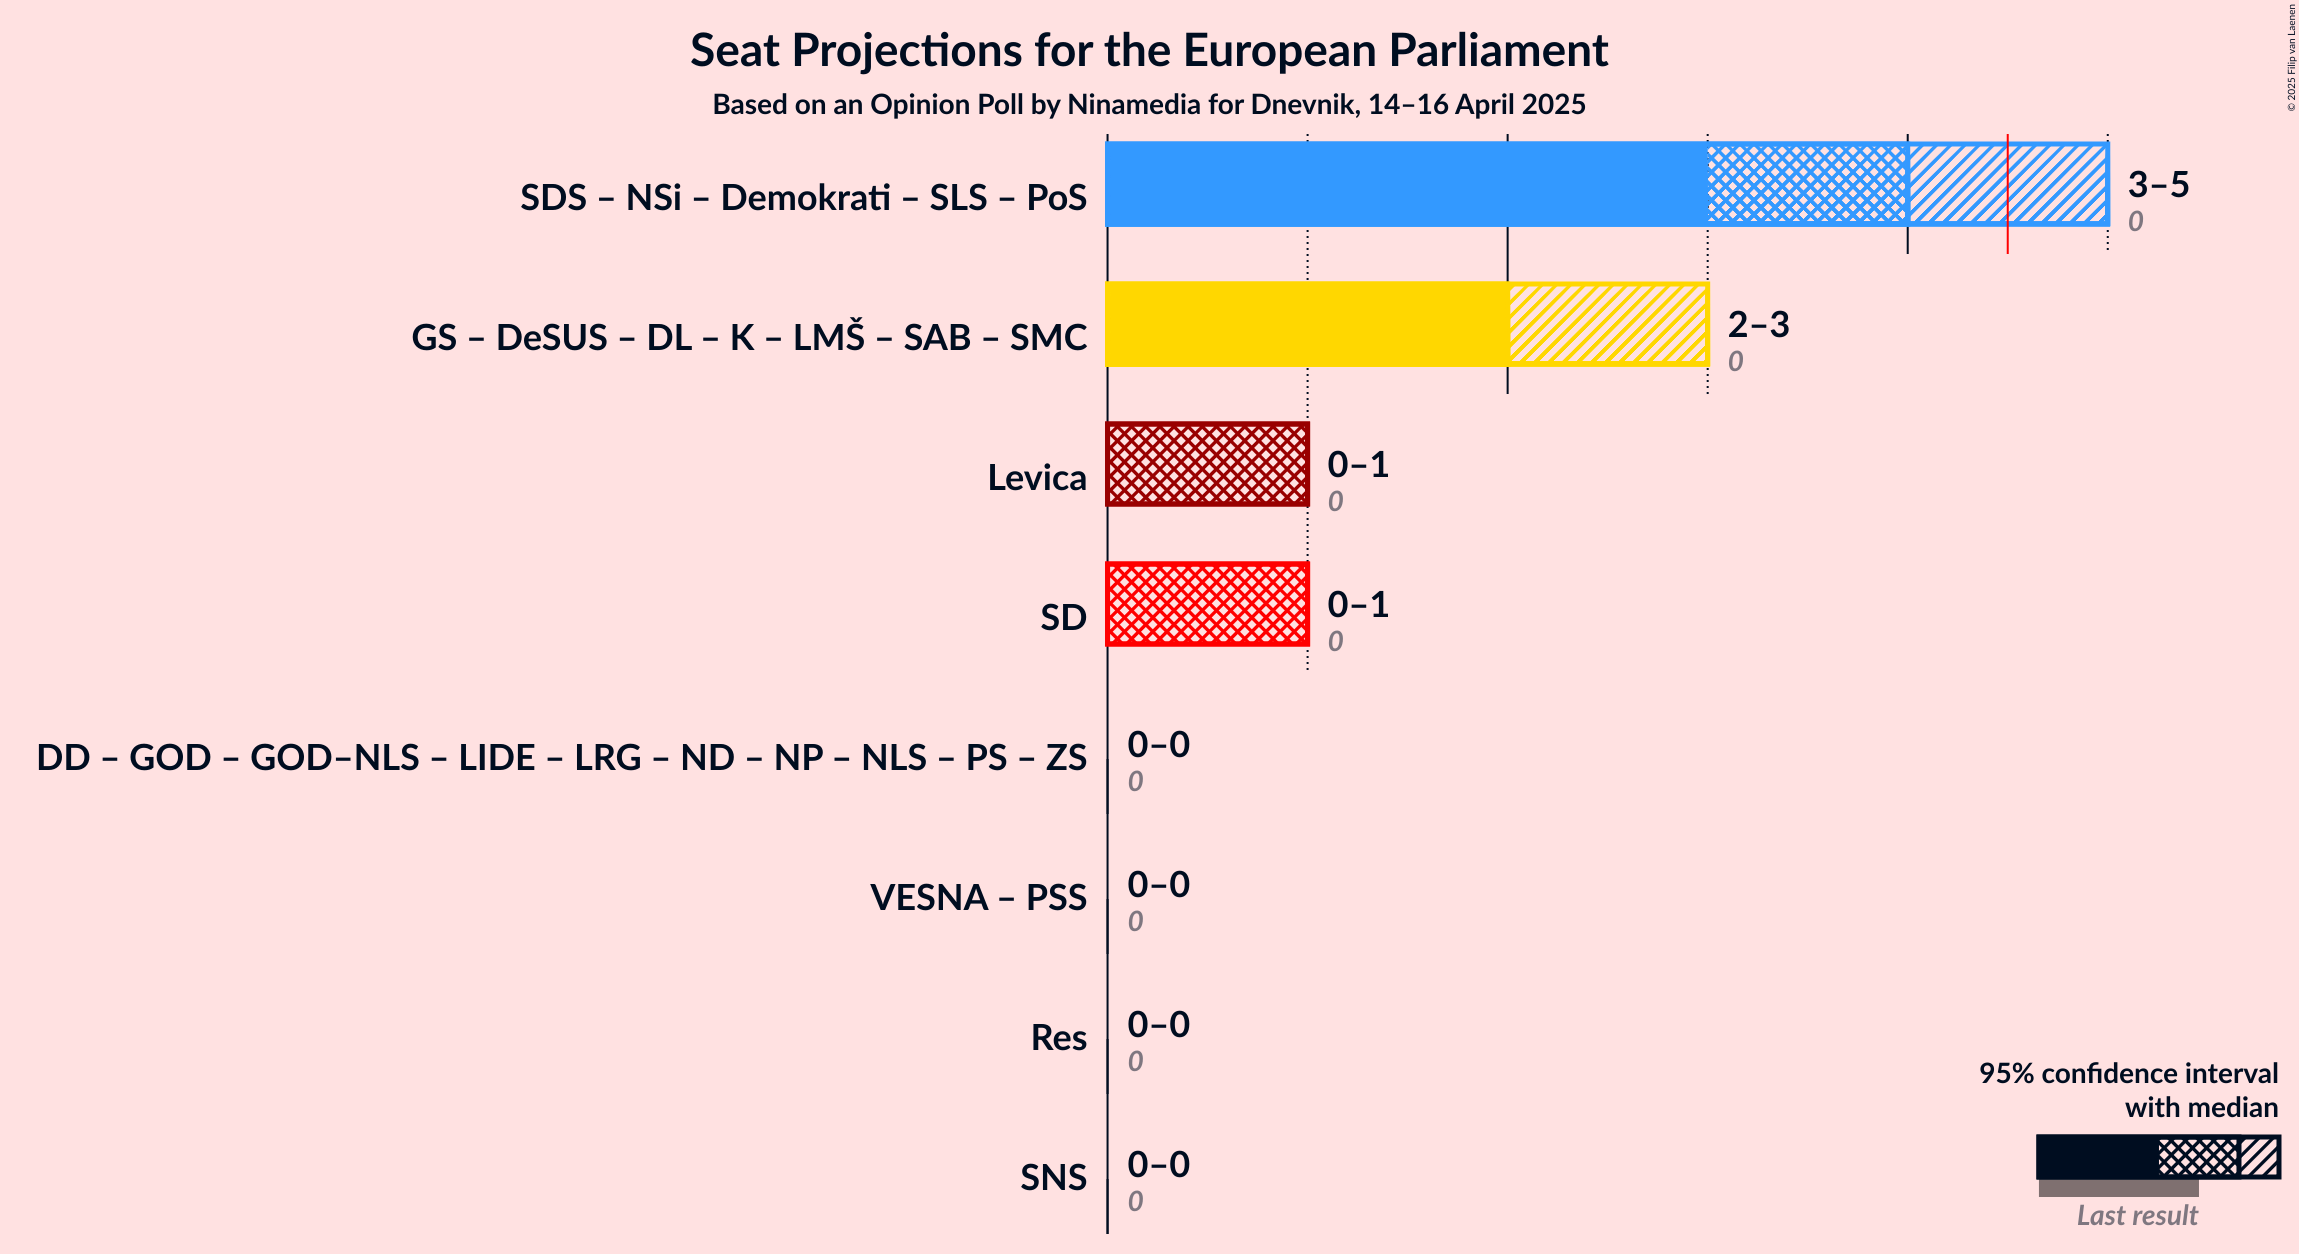 Seat Projections for the European Parliament
Based on an Opinion Poll by Ninamedia for Dnevnik, 14–16 April 2025
© 2025 Filip van Laenen
SDS – NSi – Demokrati – SLS – PoS
3–5
0
GS – DeSUS – DL – K – LMŠ – SAB – SMC
2–3
0
Levica
0–1
0
SD
0–1
0
DD – GOD – GOD–NLS – LIDE – LRG – ND – NP – NLS – PS – ZS
0–0
0
VESNA – PSS
0–0
0
Res
0–0
0
SNS
0–0
0
95% confidence interval
with median
Last result